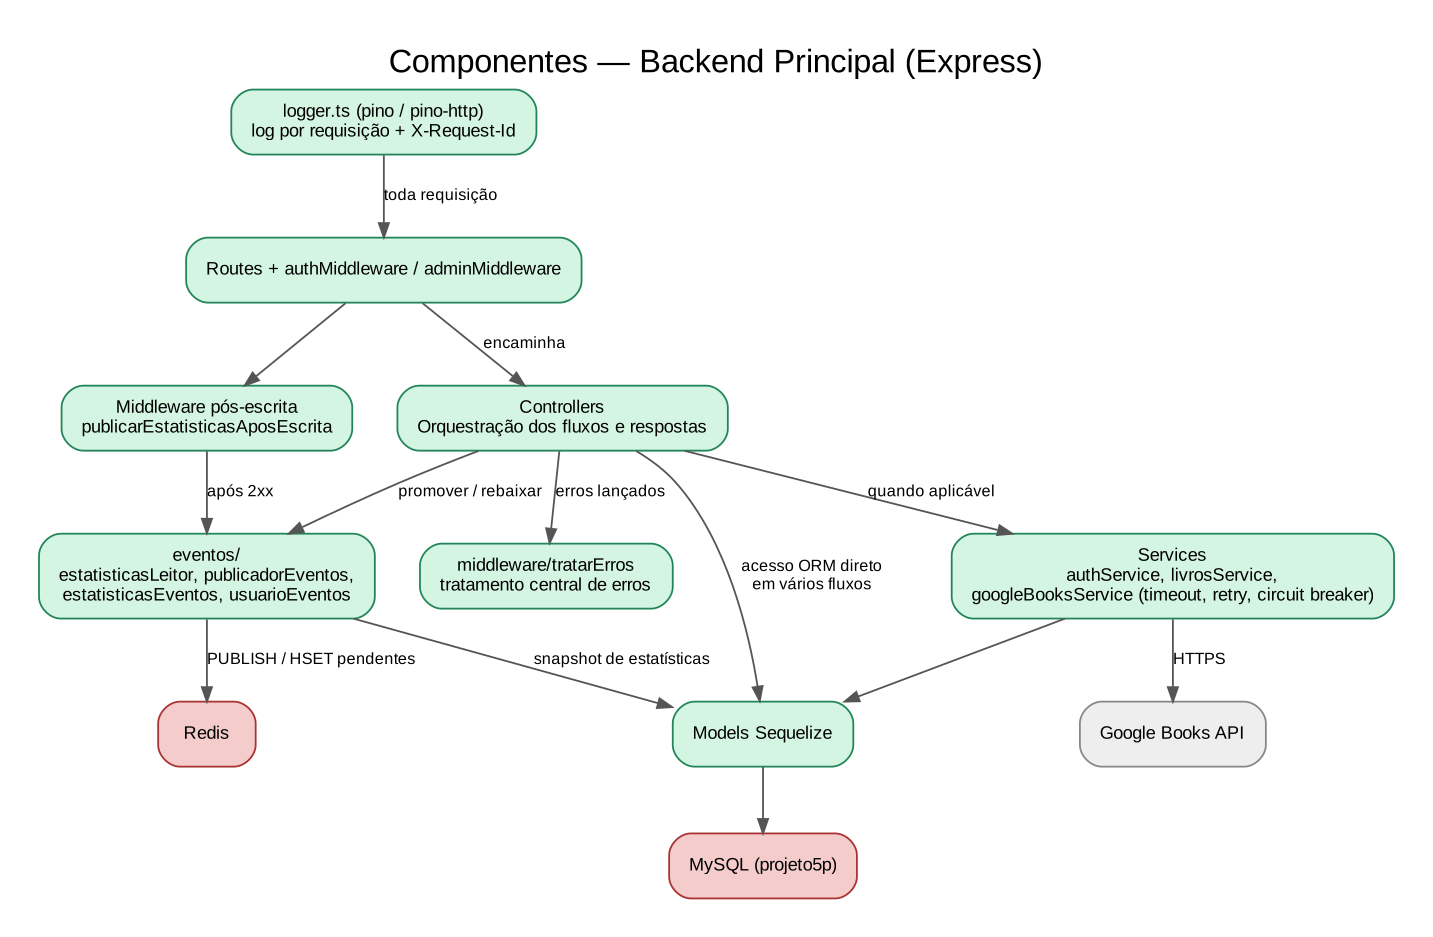 Componentes — Backend Principal (Express)
logger.ts (pino / pino-http)
log por requisição + X-Request-Id
toda requisição
Routes + authMiddleware / adminMiddleware
encaminha
Middleware pós-escrita
publicarEstatisticasAposEscrita
Controllers
Orquestração dos fluxos e respostas
após 2xx
promover / rebaixar
erros lançados
quando aplicável
eventos/
estatisticasLeitor, publicadorEventos,
estatisticasEventos, usuarioEventos
middleware/tratarErros
tratamento central de erros
acesso ORM direto
em vários fluxos
Services
authService, livrosService,
googleBooksService (timeout, retry, circuit breaker)
PUBLISH / HSET pendentes
snapshot de estatísticas
HTTPS
Redis
Models Sequelize
Google Books API
MySQL (projeto5p)